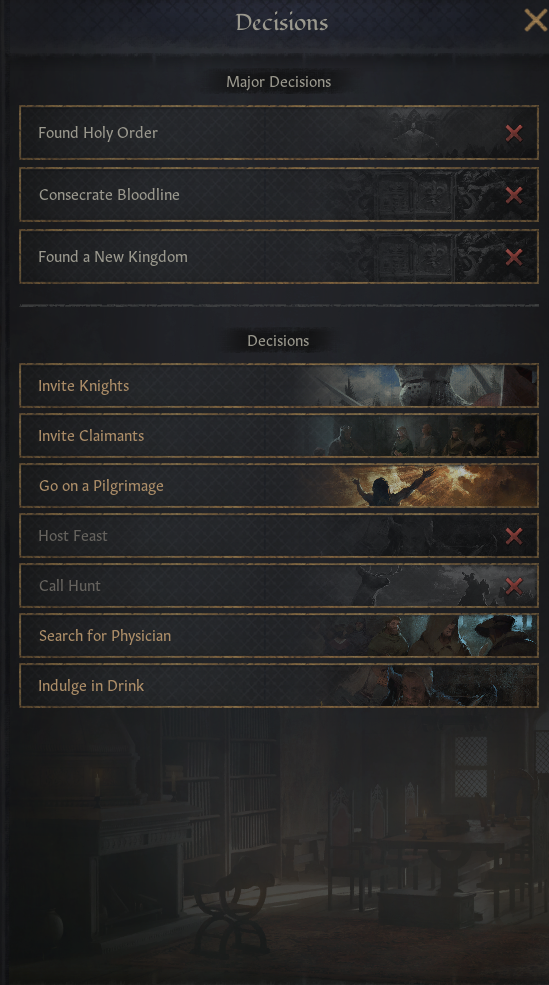 Decisions
Major Decisions
Found Holy Order
Consecrate Bloodline
Found a New Kingdom
Decisions
Invite Knights
Invite Claimants
Go on a Pilgrimage
Host Feast
Call Hunt
Search for Physician
Indulge in Drink